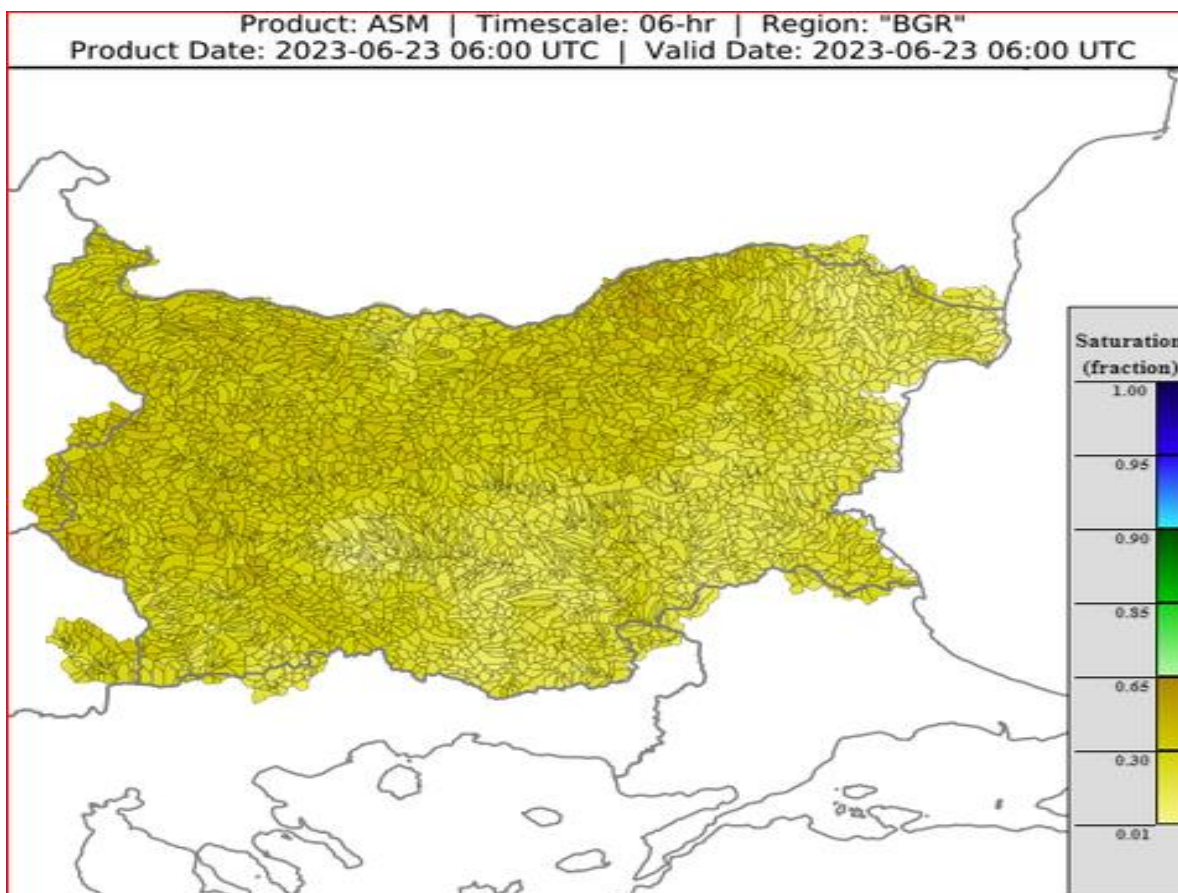 Product: ASM | Timescale: 06-hr | Region: "BGR"
Product Date: 2023-06-23 06:00 UTC | Valid Date: 2023-06-23 06:00 UTC
Saturation
(fraction)
1.00
0.95
0.90
0.85
0.65
0.30
0.01